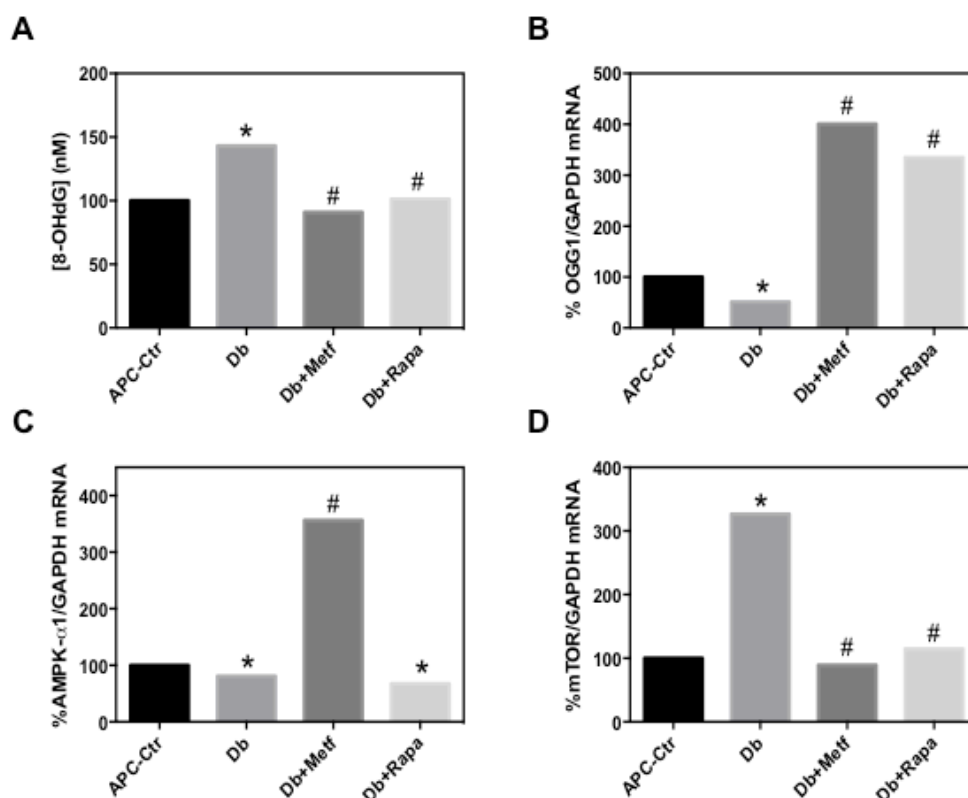 A
[8-OHdG] (nM)
200
150
100
50
0
*
#
#
APC-Ctr
Db
Db+Metf
Db+Rapa
B
% OGG1/GAPDH mRNA
500
400
300
200
100
0
*
#
#
APC-Ctr
Db
Db+Metf
Db+Rapa
C
%AMPK-α1/GAPDH mRNA
400
300
200
100
0
*
#
*
APC-Ctr
Db
Db+Metf
Db+Rapa
D
%mTOR/GAPDH mRNA
400
300
200
100
0
*
#
#
APC-Ctr
Db
Db+Metf
Db+Rapa